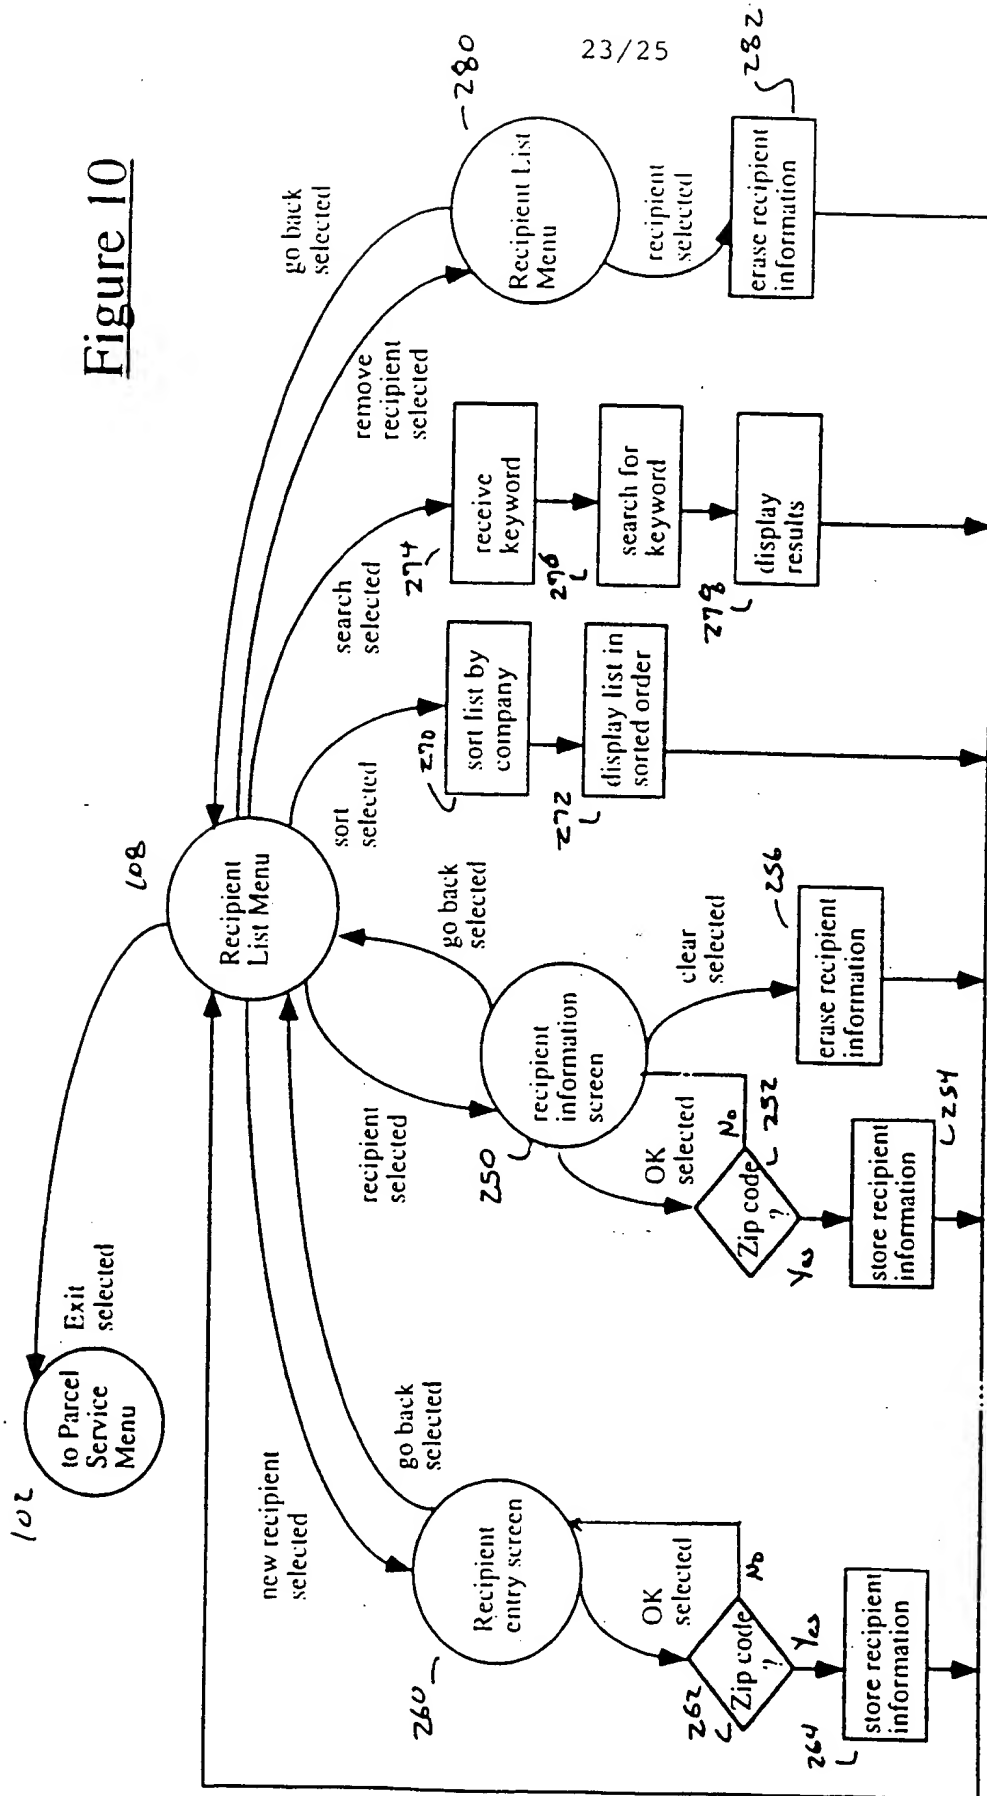 23/25
Figure 10
102
to Parcel
Service
Menu
Exit
selected
108
Recipient
List Menu
new recipient
selected
go back
selected
260
Recipient
entry screen
OK
selected
262
Zip code
?
No
Yes
264
store recipient
information
recipient
selected
go back
selected
250
recipient
information
screen
OK
selected
No
252
Zip code
?
Yes
store recipient
information
254
clear
selected
256
erase recipient
information
sort
selected
270
sort list by
company
272
display list in
sorted order
search
selected
274
receive
keyword
276
search for
keyword
278
display
results
remove
recipient
selected
go back
selected
280
Recipient List
Menu
recipient
selected
282
erase recipient
information